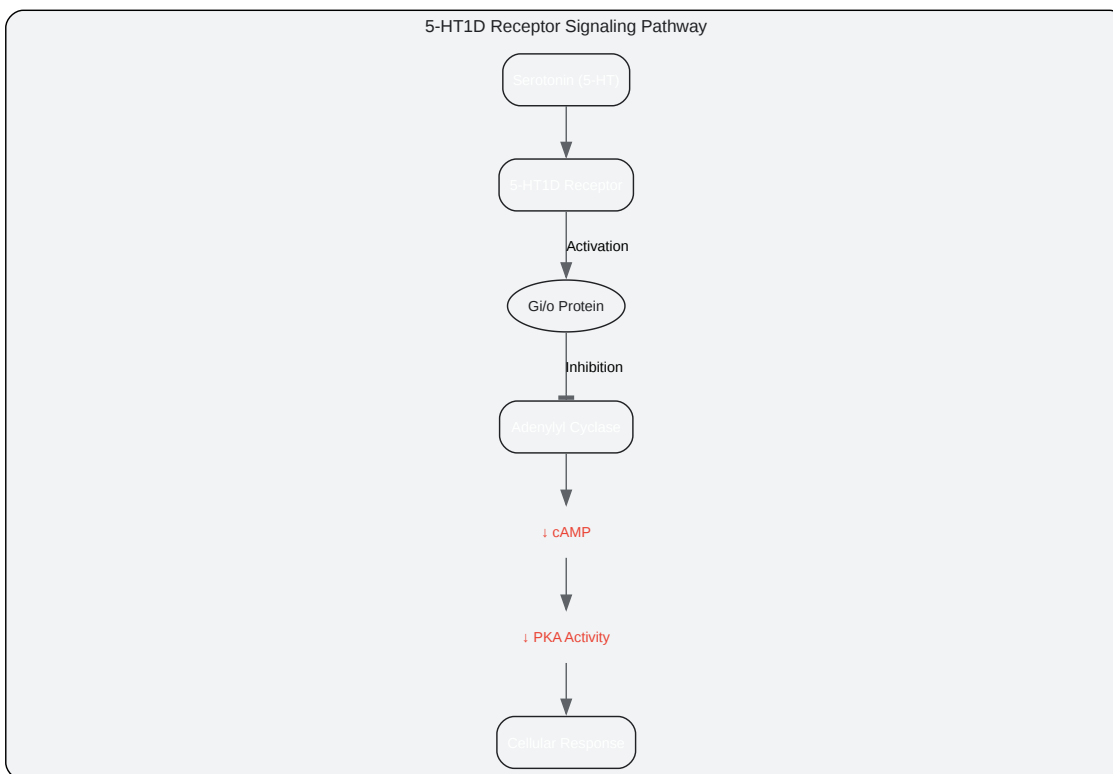 5-HT1D Receptor Signaling Pathway
Serotonin (5-HT)
5-HT1D Receptor
Activation
Gi/o Protein
Inhibition
Adenylyl Cyclase
↓ cAMP
↓ PKA Activity
Cellular Response